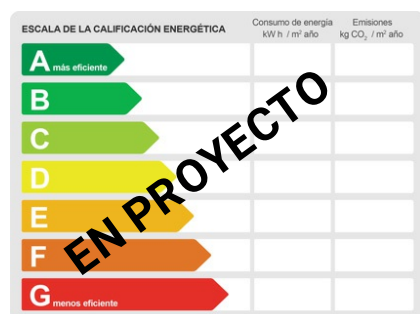 ESCALA DE LA CALIFICACIÓN ENERGÉTICA
Consumo de energía
kW h / m² año
Emisiones
kg CO₂ / m² año
A más eficiente
B
C
D
E
F
G menos eficiente
EN PROYECTO